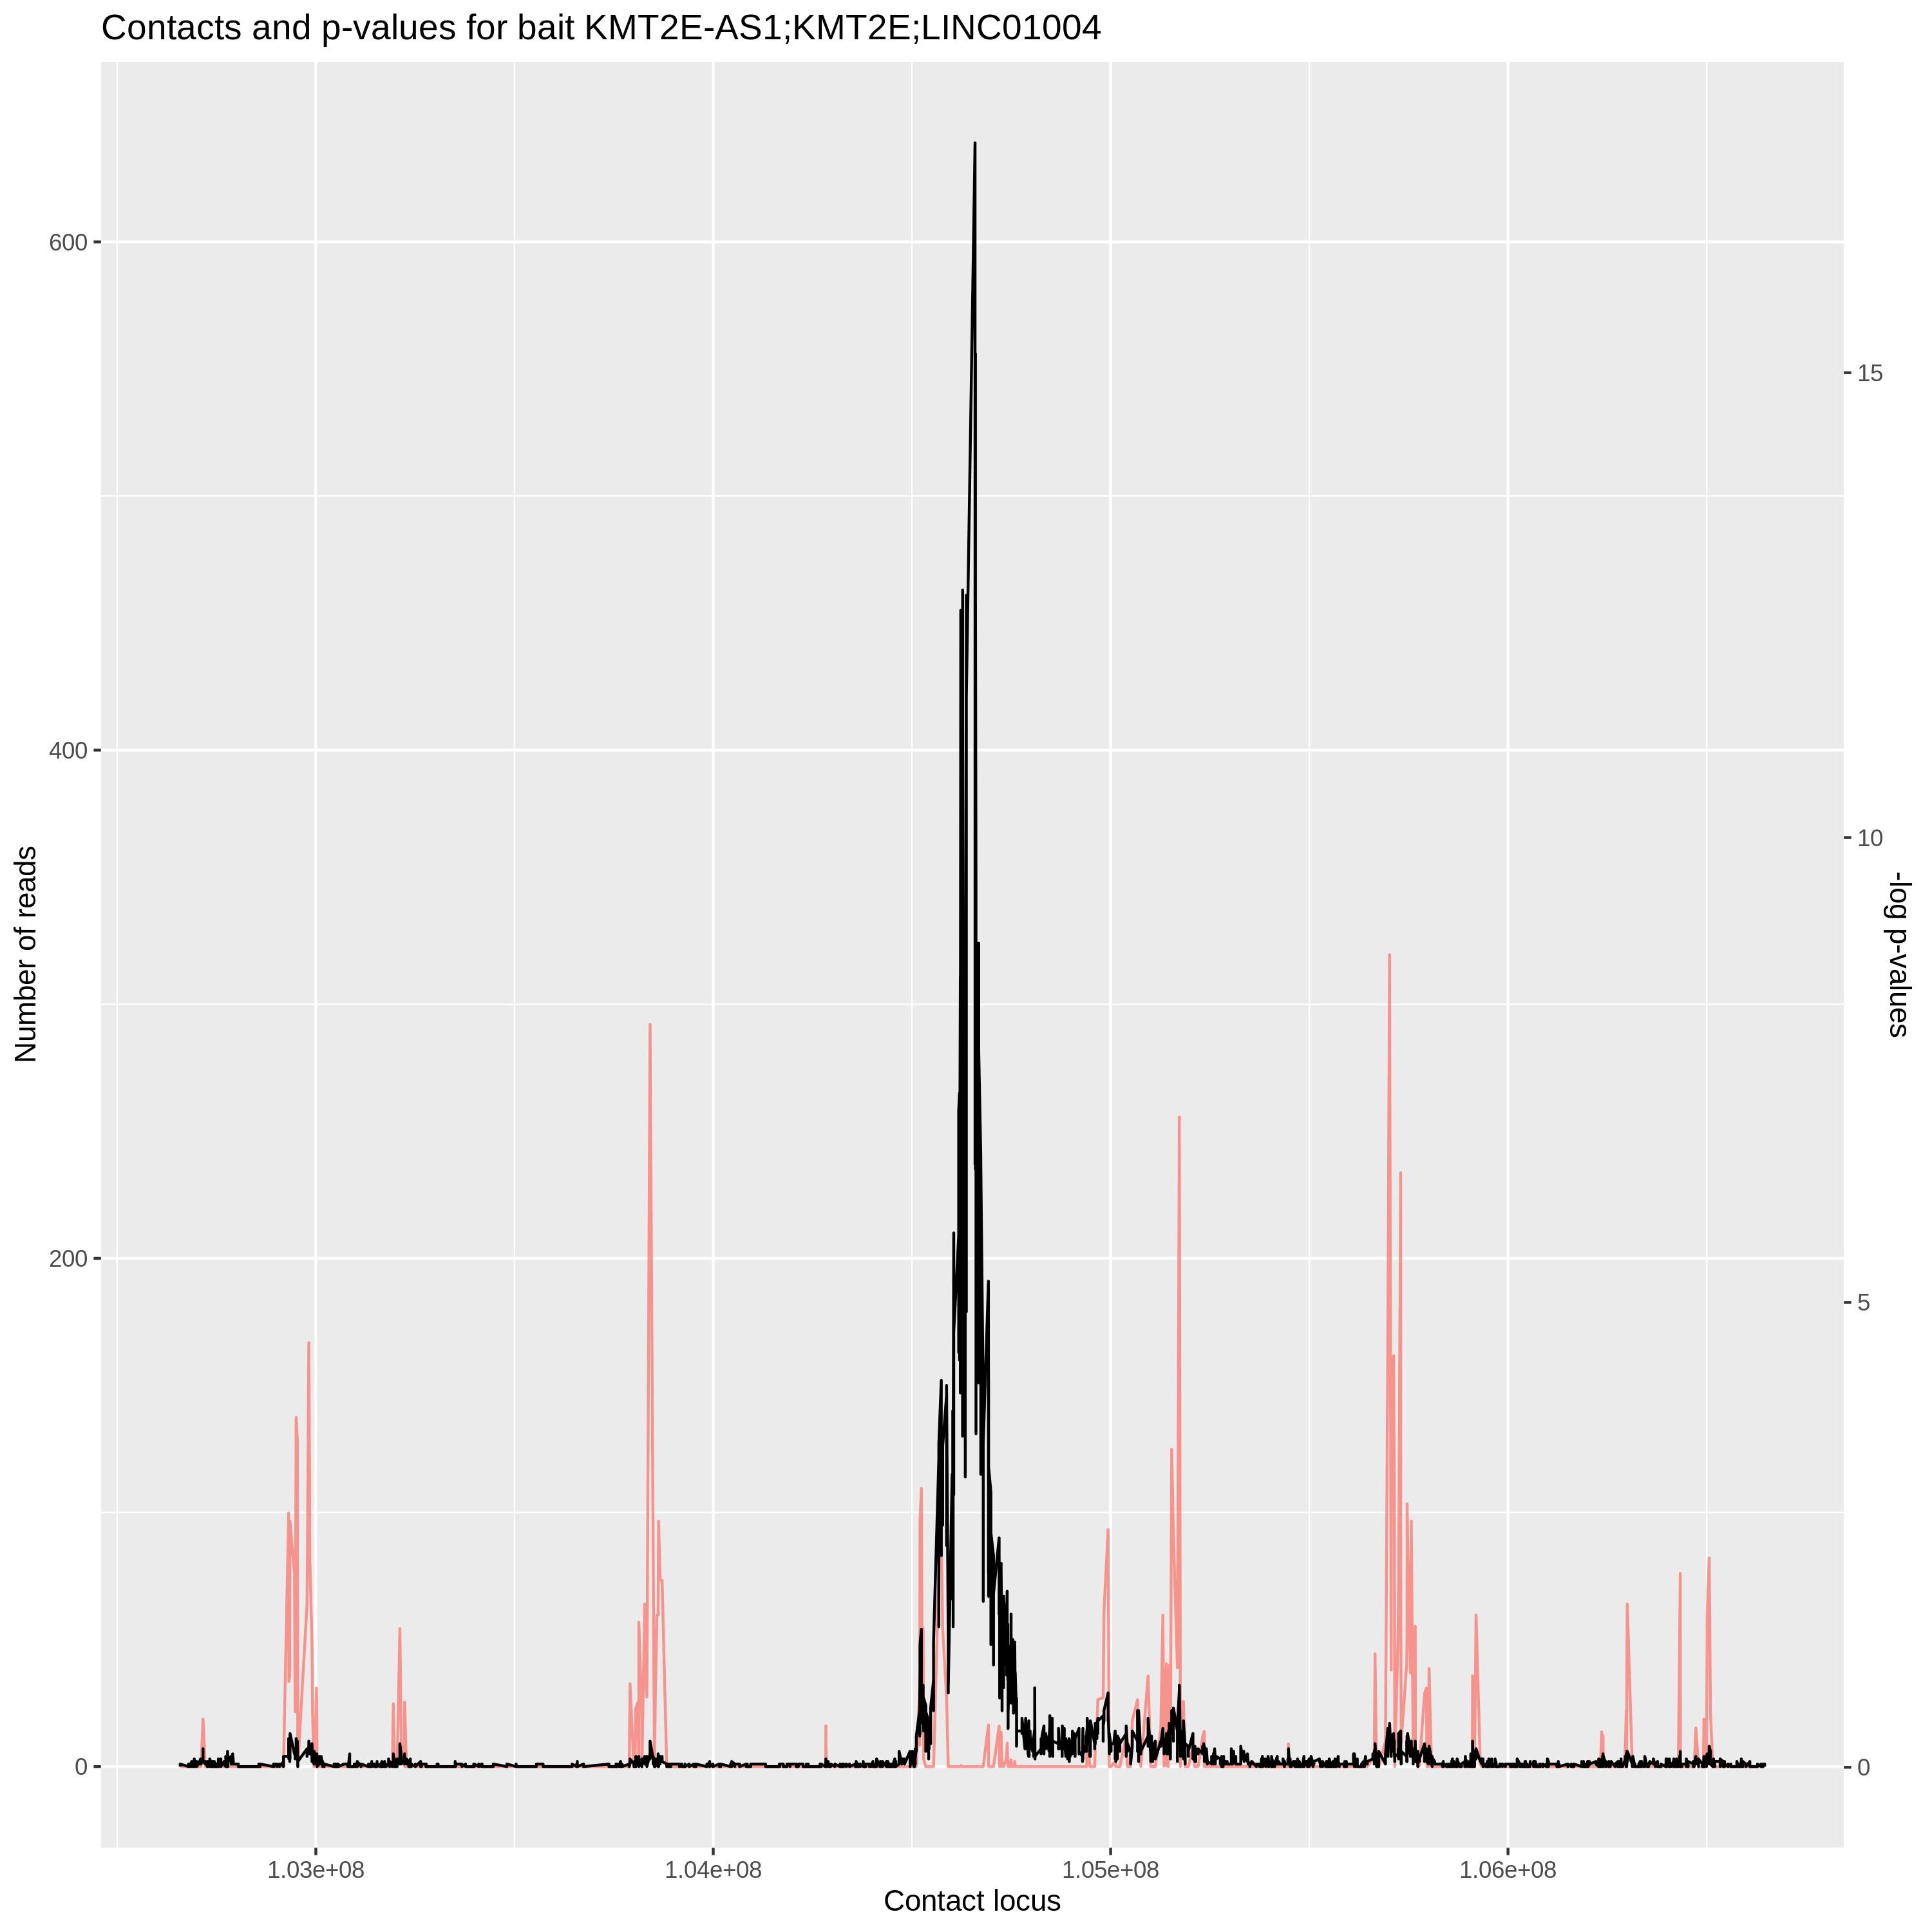 Contacts and p-values for bait KMT2E-AS1;KMT2E;LINC01004
600
400
200
0
Number of reads
15
10
5
0
-log p-values
1.03e+08
1.04e+08
1.05e+08
1.06e+08
Contact locus